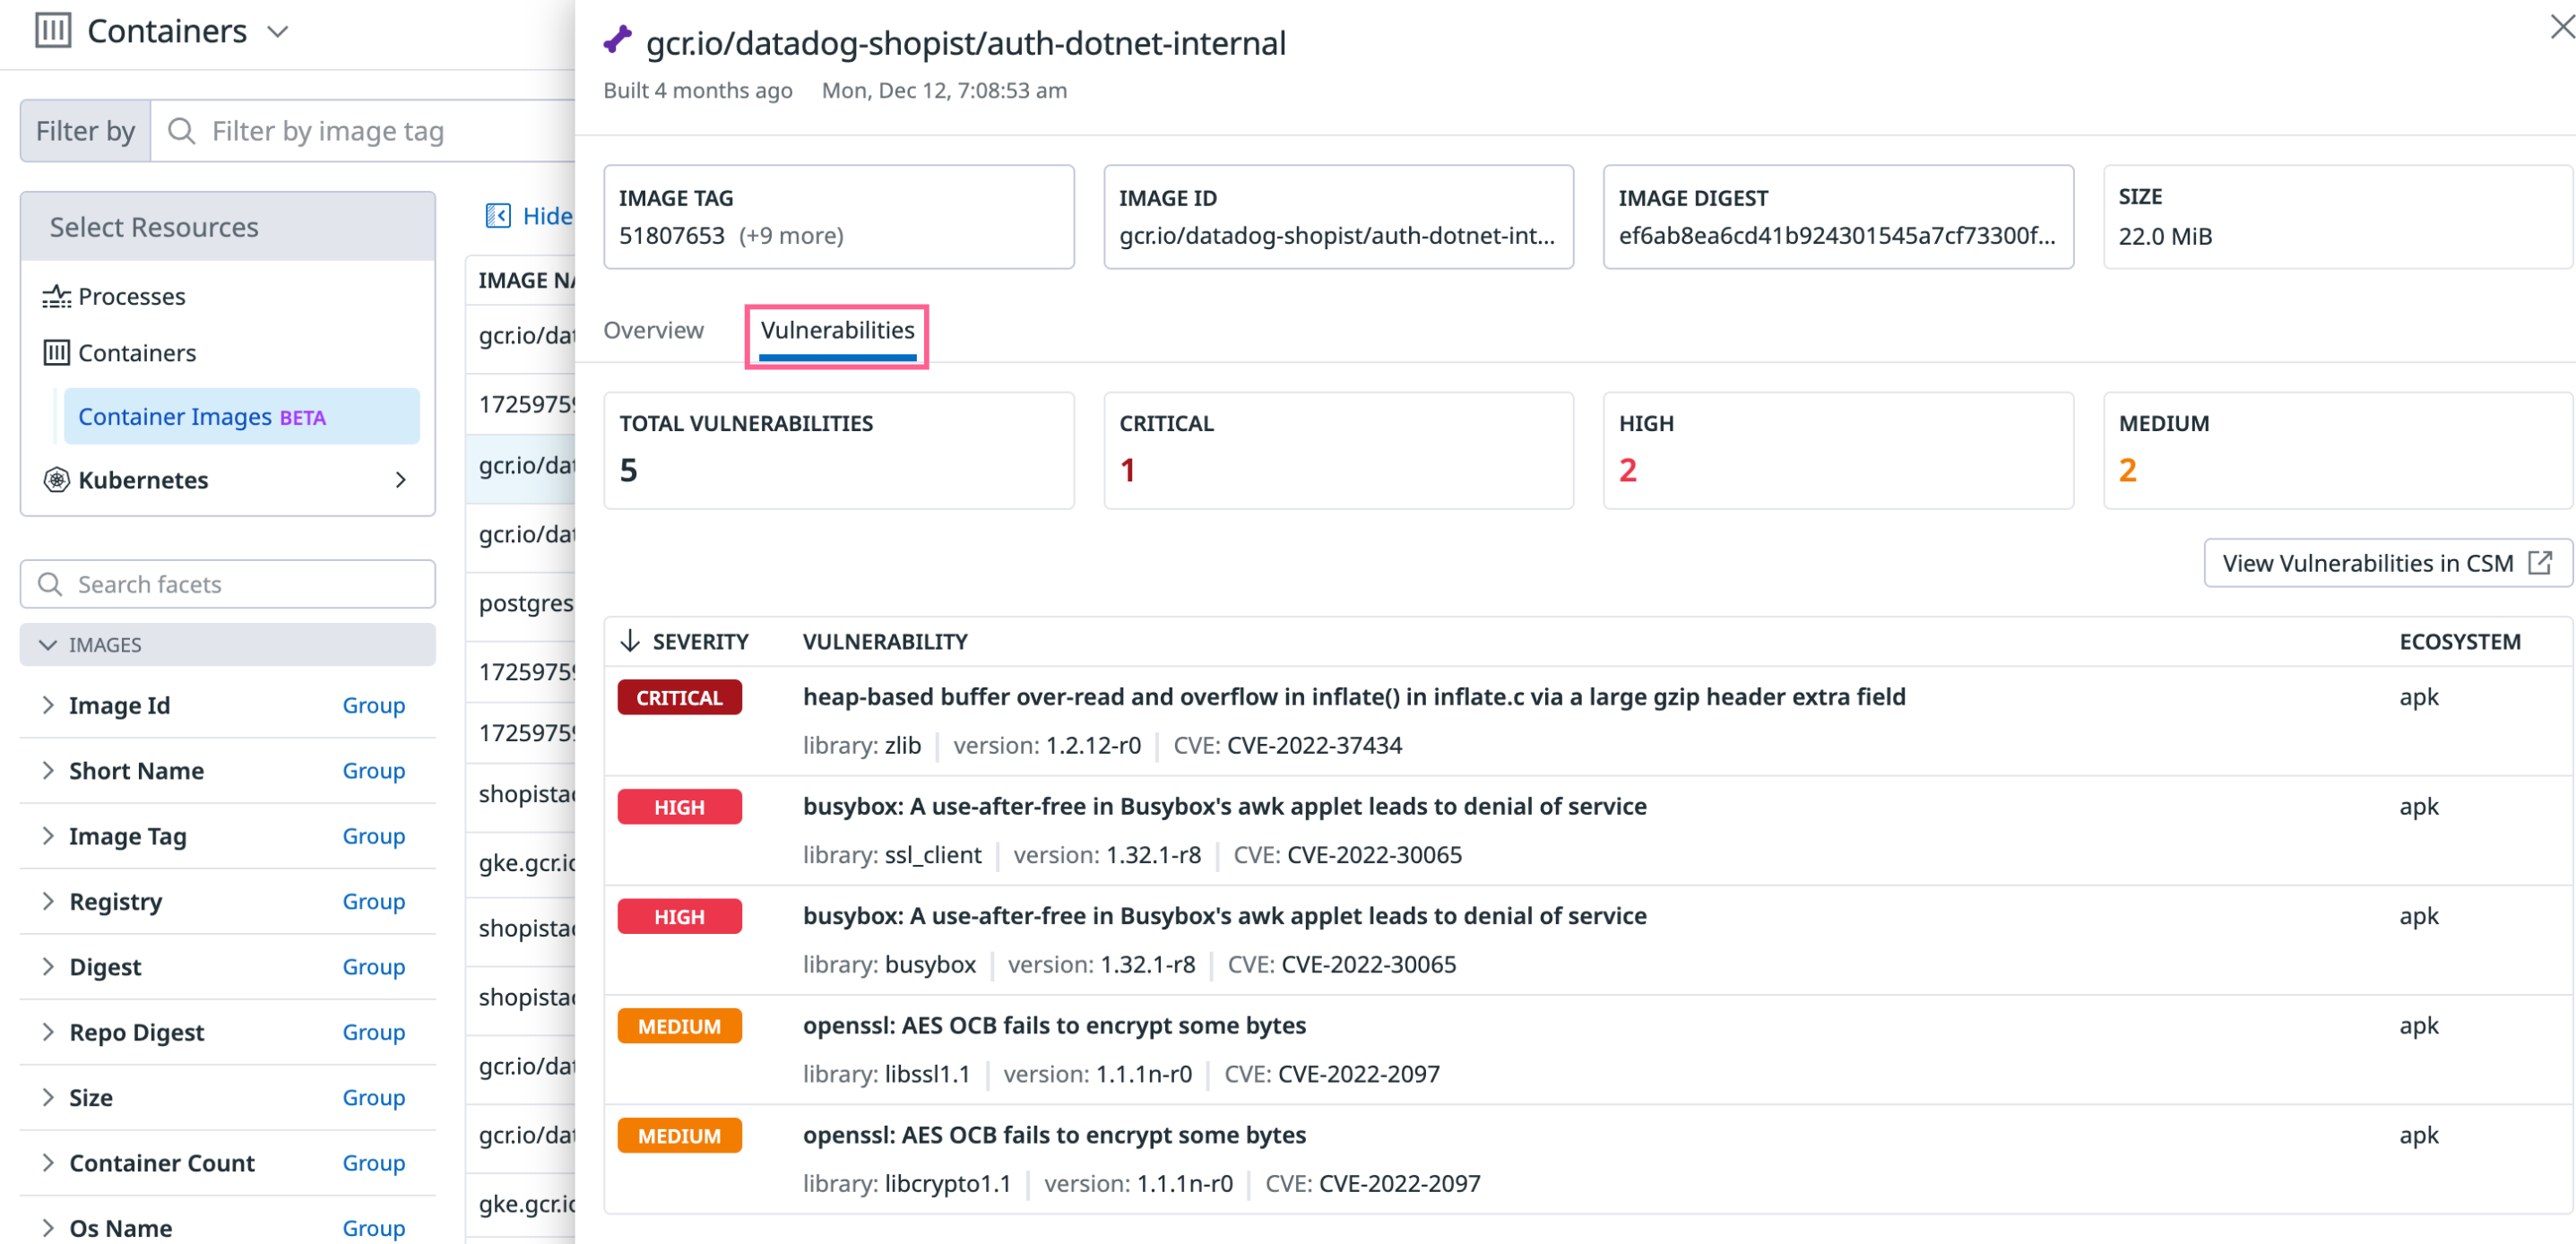 Containers
Filter by
Filter by image tag
Select Resources
Processes
Containers
Container Images BETA
Kubernetes
Search facets
IMAGES
Image Id Group
Short Name Group
Image Tag Group
Registry Group
Digest Group
Repo Digest Group
Size Group
Container Count Group
Os Name Group
Hide
IMAGE
gcr.io/dat
1725975
gcr.io/dat
gcr.io/dat
postgres
1725975
1725975
shopista
gke.gcr.i
shopista
shopista
gcr.io/dat
gcr.io/dat
gke.gcr.i
gcr.io/datadog-shopist/auth-dotnet-internal
Built 4 months ago Mon, Dec 12, 7:08:53 am
IMAGE TAG
51807653 (+9 more)
IMAGE ID
gcr.io/datadog-shopist/auth-dotnet-int...
IMAGE DIGEST
ef6ab8ea6cd41b924301545a7cf73300f...
SIZE
22.0 MiB
Overview Vulnerabilities
TOTAL VULNERABILITIES
5
CRITICAL
1
HIGH
2
MEDIUM
2
View Vulnerabilities in CSM
SEVERITY VULNERABILITY ECOSYSTEM
CRITICAL heap-based buffer over-read and overflow in inflate() in inflate.c via a large gzip header extra field apk
library: zlib version: 1.2.12-r0 CVE: CVE-2022-37434
HIGH busybox: A use-after-free in Busybox's awk applet leads to denial of service apk
library: ssl_client version: 1.32.1-r8 CVE: CVE-2022-30065
HIGH busybox: A use-after-free in Busybox's awk applet leads to denial of service apk
library: busybox version: 1.32.1-r8 CVE: CVE-2022-30065
MEDIUM openssl: AES OCB fails to encrypt some bytes apk
library: libssl1.1 version: 1.1.1n-r0 CVE: CVE-2022-2097
MEDIUM openssl: AES OCB fails to encrypt some bytes apk
library: libcrypto1.1 version: 1.1.1n-r0 CVE: CVE-2022-2097